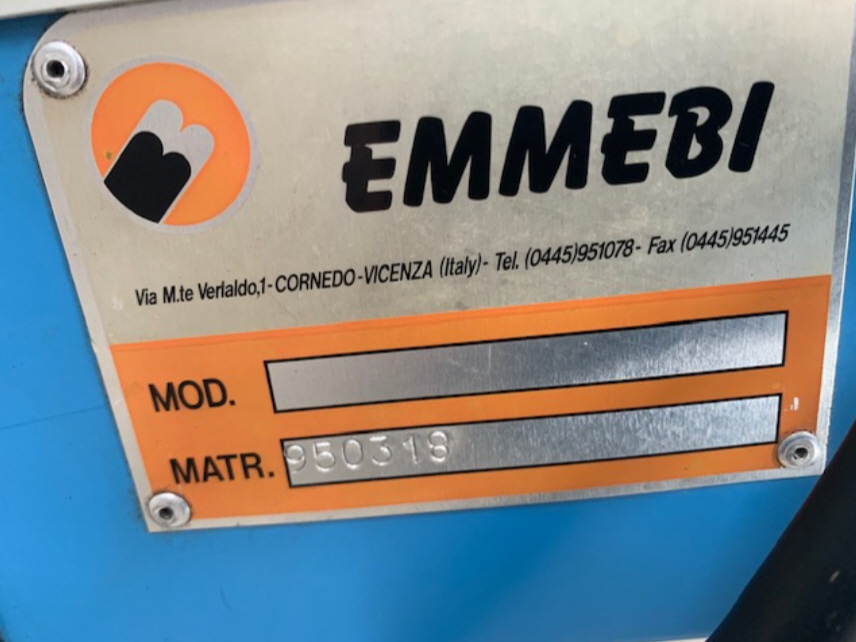 EMMEBI
Via M.te Verlaldo,1-CORNEDO-VICENZA (Italy)- Tel. (0445)951078- Fax (0445)951445
MOD.
MATR. 950318